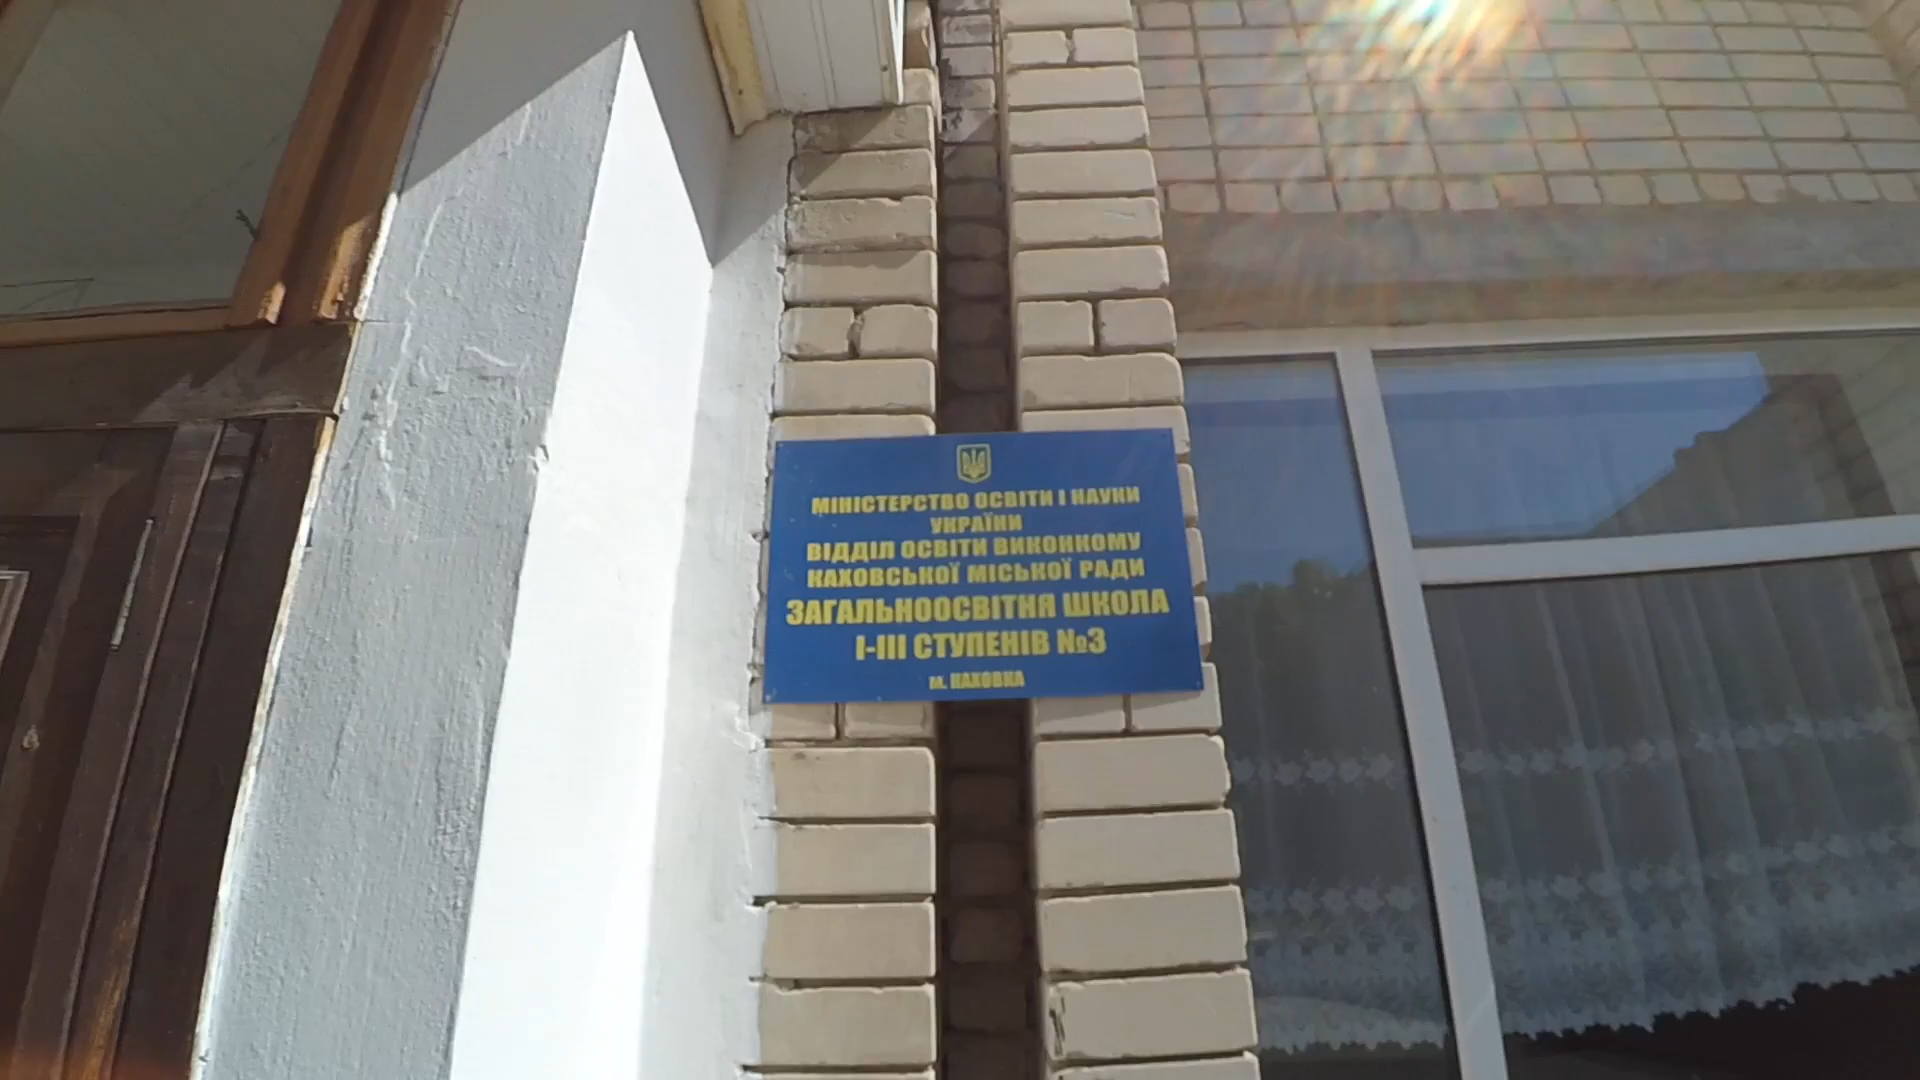 МІНІСТЕРСТВО ОСВІТИ І НАУКИ
УКРАЇНИ
ВІДДІЛ ОСВІТИ ВИКОНКОМУ
КАХОВСЬКОЇ МІСЬКОЇ РАДИ
ЗАГАЛЬНООСВІТНЯ ШКОЛА
І-ІІІ СТУПЕНІВ №3
м. КАХОВКА